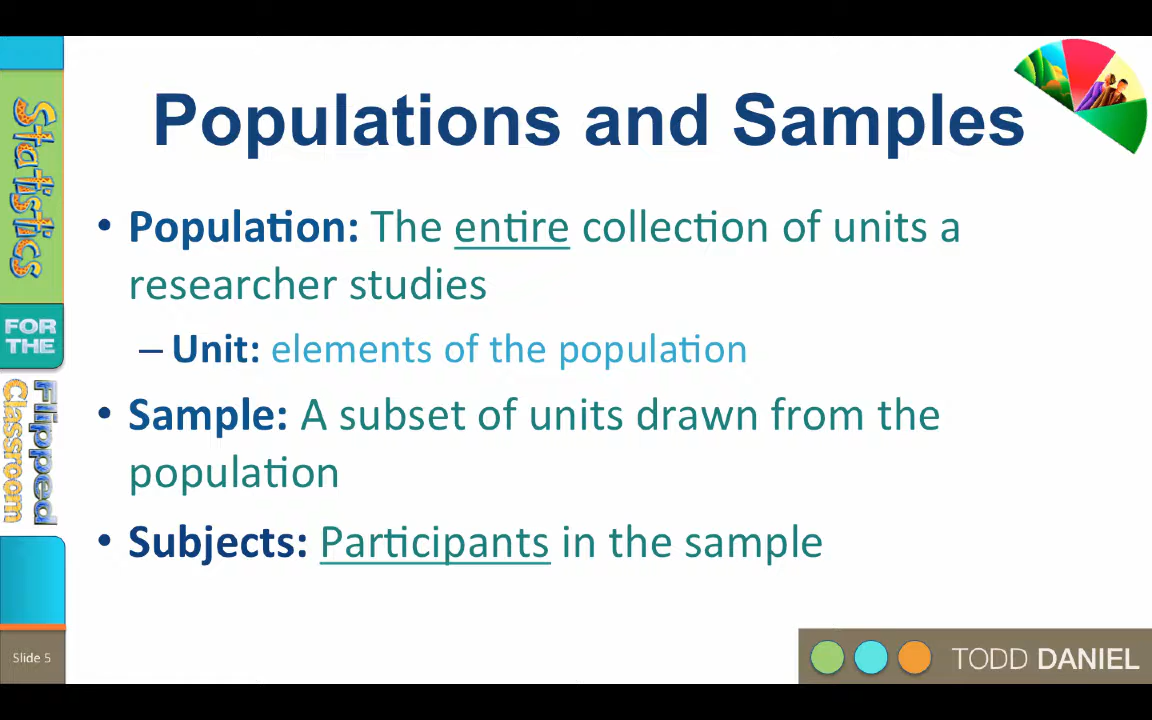 Populations and Samples
• Population: The entire collection of units a
researcher studies
– Unit: elements of the population
• Sample: A subset of units drawn from the
population
• Subjects: Participants in the sample
Statistics
FOR THE
Flipped
Classroom
Slide 5
TODD DANIEL